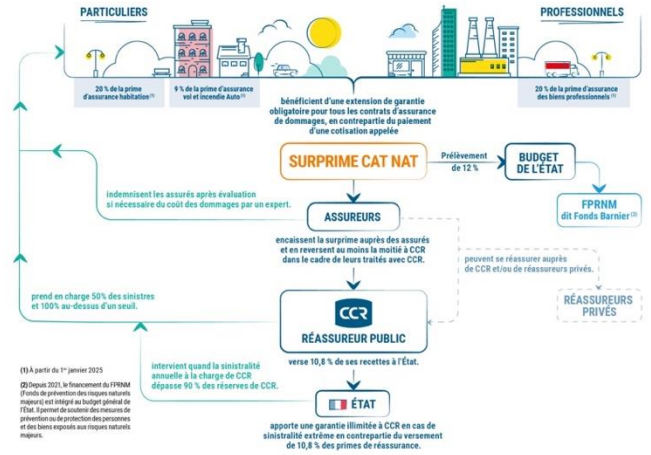 PARTICULIERS
PROFESSIONNELS
20 % de la prime
d'assurance habitation (1)
9 % de la prime d'assurance
vol et incendie Auto (1)
20 % de la prime d'assurance
des biens professionnels (1)
bénéficient d'une extension de garantie
obligatoire pour tous les contrats d'assurance
de dommages, en contrepartie du paiement
d'une cotisation appelée
SURPRIME CAT NAT
Prélèvement
de 12 %
BUDGET
DE L'ÉTAT
FPRNM
dit Fonds Barnier (2)
indemnisent les assurés après évaluation
si nécessaire du coût des dommages par un expert.
ASSUREURS
encaissent la surprime auprès des assurés
et en reversent au moins la moitié à CCR
dans le cadre de leurs traités avec CCR.
peuvent se réassurer auprès
de CCR et/ou de réassureurs privés.
RÉASSUREURS
PRIVÉS
prend en charge 50% des sinistres
et 100% au-dessus d'un seuil.
CCR
RÉASSUREUR PUBLIC
verse 10,8 % de ses recettes à l'État.
intervient quand la sinistralité
annuelle à la charge de CCR
dépasse 90 % des réserves de CCR.
ÉTAT
apporte une garantie illimitée à CCR en cas de
sinistralité extrême en contrepartie du versement
de 10,8 % des primes de réassurance.
(1) À partir du 1er janvier 2025
(2) Depuis 2021, le financement du FPRNM
(Fonds de prévention des risques naturels
majeurs) est intégré au budget général de
l'État. Il permet de soutenir des mesures de
prévention ou de protection des personnes
et des biens exposés aux risques naturels
majeurs.